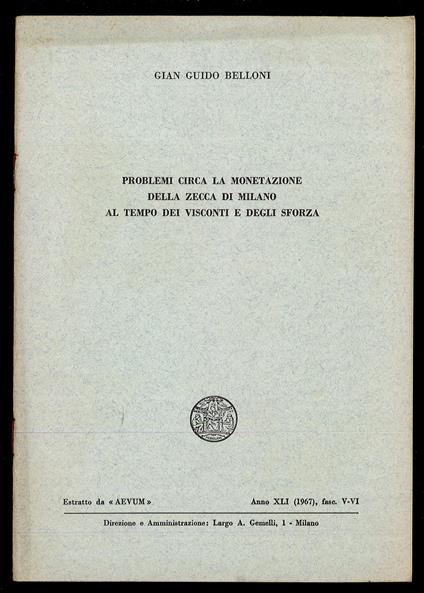 GIAN GUIDO BELLONI
PROBLEMI CIRCA LA MONETAZIONE
DELLA ZECCA DI MILANO
AL TEMPO DEI VISCONTI E DEGLI SFORZA
Estratto da « AEVUM » Anno XLI (1967), fasc. V-VI
Direzione e Amministrazione: Largo A. Gemelli, 1 - Milano